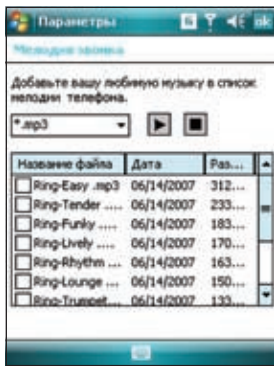 Параметры ok
Мелодия звонка
Добавьте вашу любимую музыку в список
мелодии телефона.
*.mp3
Название файла Дата Раз...
Ring-Easy .mp3 06/14/2007 312...
Ring-Tender .... 06/14/2007 233...
Ring-Funky .... 06/14/2007 183...
Ring-Lively .... 06/14/2007 170...
Ring-Rhythm ... 06/14/2007 163...
Ring-Lounge ... 06/14/2007 150...
Ring-Trumpet... 06/14/2007 133...